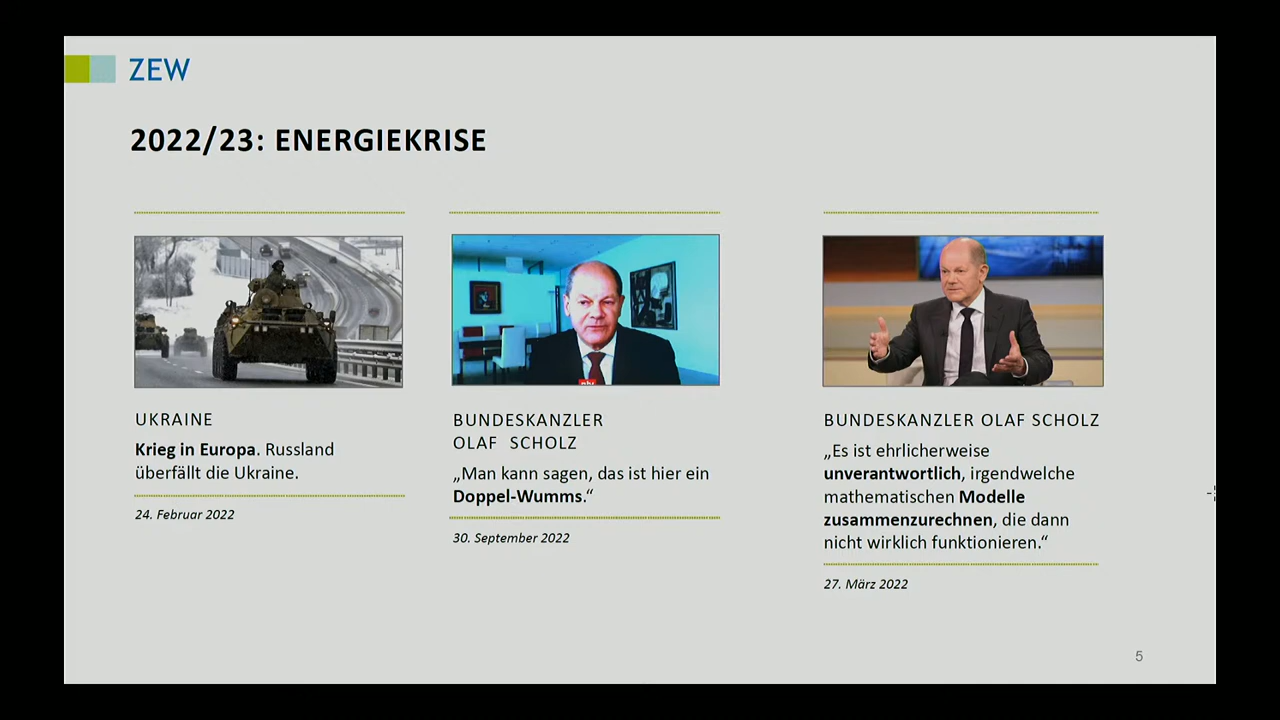 ZEW
2022/23: ENERGIEKRISE
UKRAINE
Krieg in Europa. Russland
überfällt die Ukraine.
24. Februar 2022
ntv
BUNDESKANZLER
OLAF SCHOLZ
„Man kann sagen, das ist hier ein
Doppel-Wumms.“
30. September 2022
BUNDESKANZLER OLAF SCHOLZ
„Es ist ehrlicherweise
unverantwortlich, irgendwelche
mathematischen Modelle
zusammenzurechnen, die dann
nicht wirklich funktionieren.“
27. März 2022
5